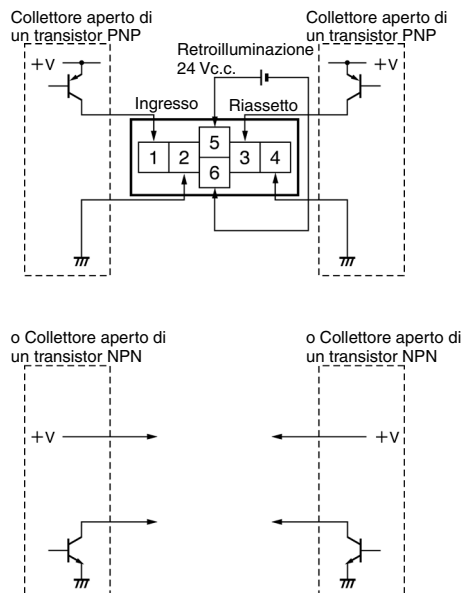 Collettore aperto di
un transistor PNP
Collettore aperto di
un transistor PNP
Retroilluminazione
24 Vc.c.
+V
+V
Ingresso
Riassetto
5
1 2 3 4
6
o Collettore aperto di
un transistor NPN
o Collettore aperto di
un transistor NPN
+V
+V